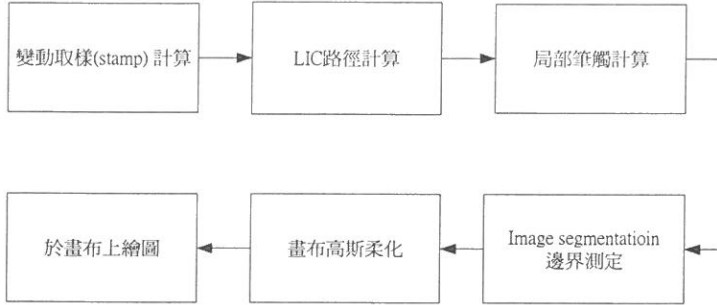 變動取樣(stamp) 計算
LIC路徑計算
局部筆觸計算
Image segmentatioin
邊界測定
畫布高斯柔化
於畫布上繪圖